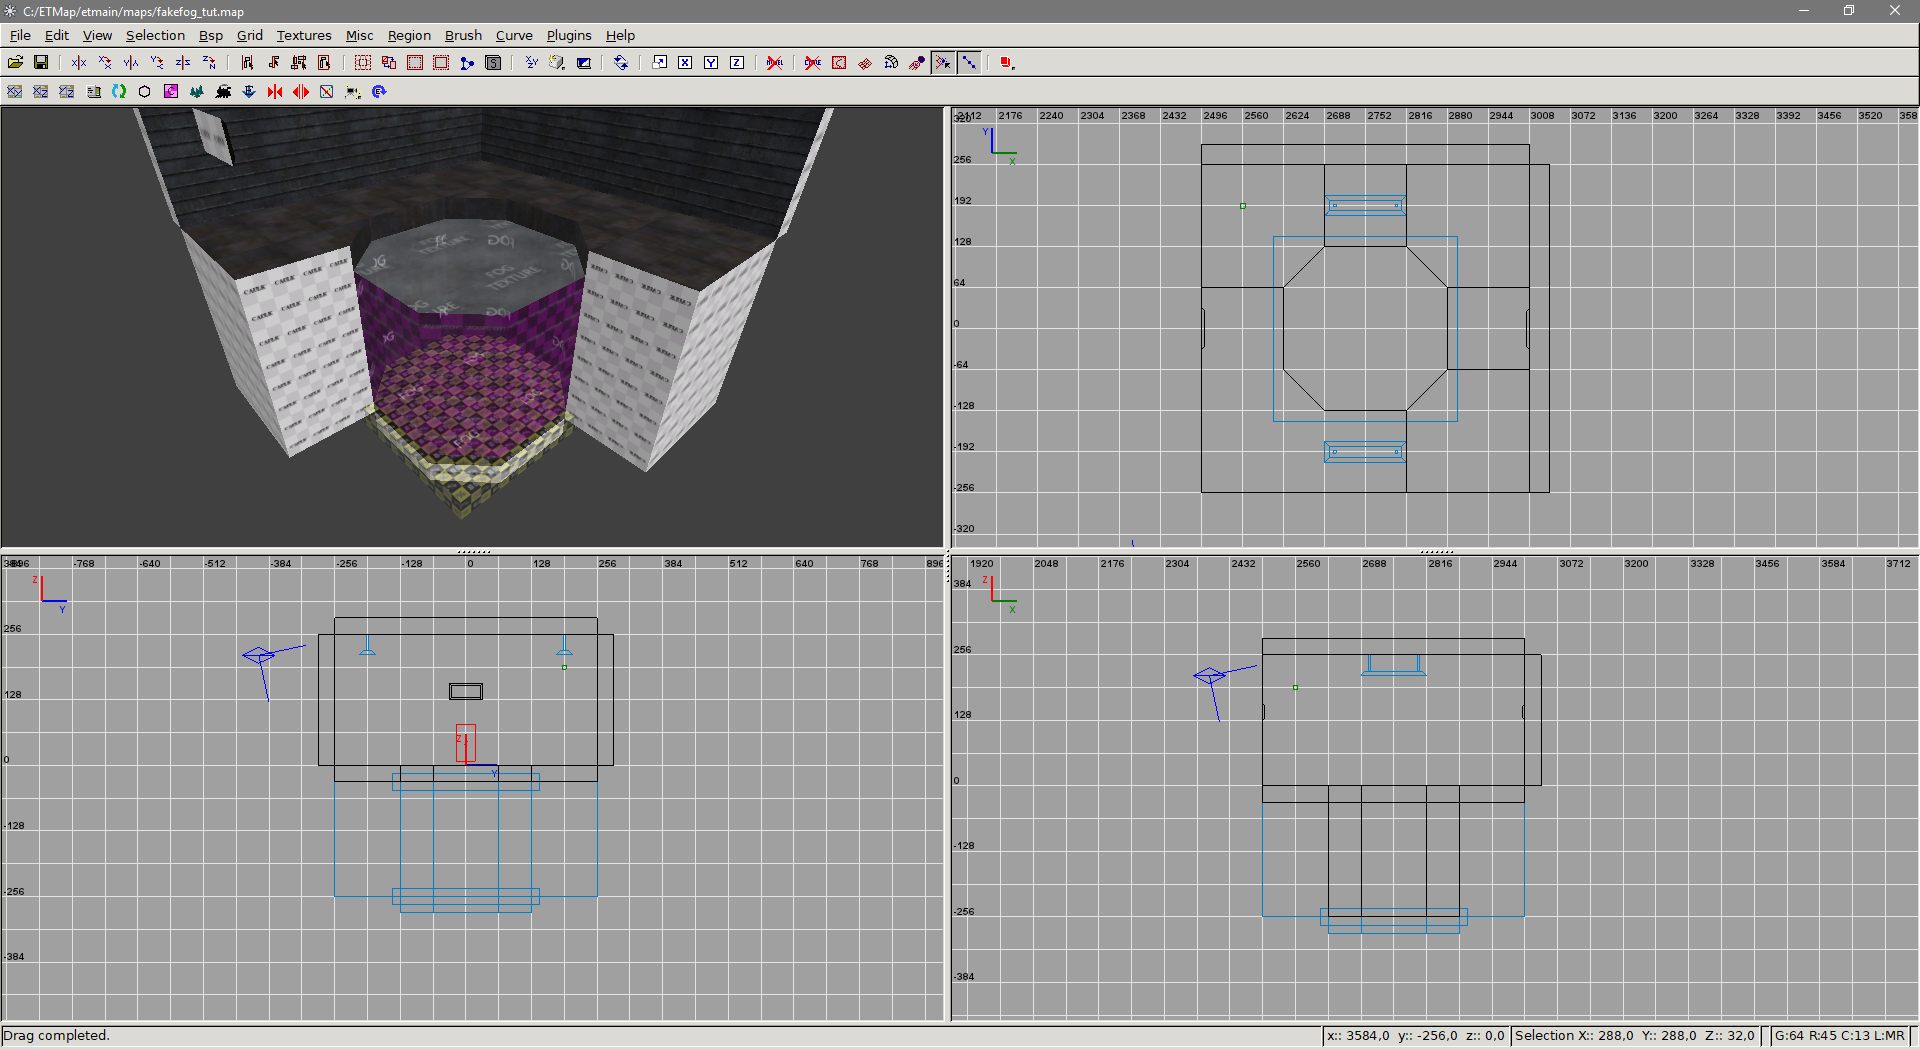 C:/ETMap/etmain/maps/fakefog_tut.map
File Edit View Selection Bsp Grid Textures Misc Region Brush Curve Plugins Help
CAULK
FOG
TEXTURE
FOG
TEXTURE
2112 2176 2240 2304 2368 2432 2496 2560 2624 2688 2752 2816 2880 2944 3008 3072 3136 3200 3264 3328 3392 3456 3520 358
320
Y
X
256
192
128
64
0
-64
-128
-192
-256
-320
-896 -768 -640 -512 -384 -256 -128 0 128 256 384 512 640 768 896
384
Z
Y
256
128
0
-128
-256
-384
Z
Y
1920 2048 2176 2304 2432 2560 2688 2816 2944 3072 3200 3328 3456 3584 3712
384
Z
X
256
128
0
-128
-256
-384
Drag completed.
x:: 3584,0 y:: -256,0 z:: 0,0
Selection X:: 288,0 Y:: 288,0 Z:: 32,0
G:64 R:45 C:13 L:MR